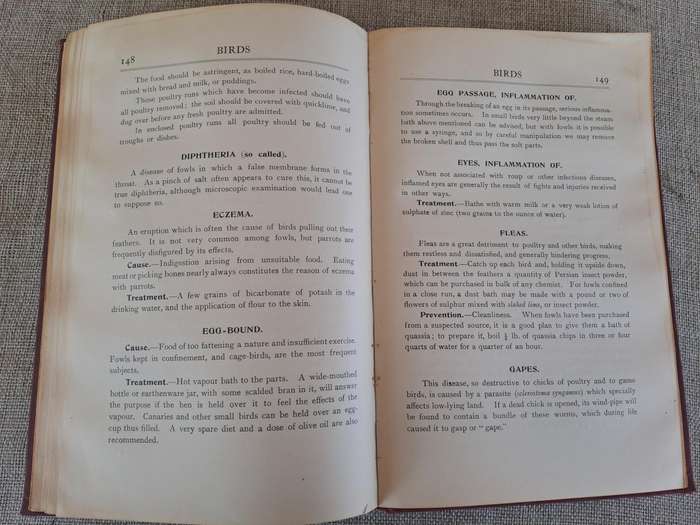 148
BIRDS
The food should be astringent, as boiled rice, hard-boiled eggs
mixed with bread and milk, or puddings.
Those poultry runs which have become infected should have
all poultry removed; the soil should be covered with quicklime, and
dug over before any fresh poultry are admitted.
In enclosed poultry runs all poultry should be fed out of
troughs or dishes.
DIPHTHERIA (so called).
A disease of fowls in which a false membrane forms in the
throat. As a pinch of salt often appears to cure this, it cannot be
true diphtheria, although microscopic examination would lead one
to suppose so.
ECZEMA.
An eruption which is often the cause of birds pulling out their
feathers. It is not very common among fowls, but parrots are
frequently disfigured by its effects.
Cause.—Indigestion arising from unsuitable food. Eating
meat or picking bones nearly always constitutes the reason of eczema
with parrots.
Treatment.—A few grains of bicarbonate of potash in the
drinking water, and the application of flour to the skin.
EGG-BOUND.
Cause.—Food of too fattening a nature and insufficient exercise.
Fowls kept in confinement, and cage-birds, are the most frequent
subjects.
Treatment.—Hot vapour bath to the parts. A wide-mouthed
bottle or earthenware jar, with some scalded bran in it, will answer
the purpose if the hen is held over it to feel the effects of the
vapour. Canaries and other small birds can be held over an egg-
cup thus filled. A very spare diet and a dose of olive oil are also
recommended.
BIRDS
149
EGG PASSAGE, INFLAMMATION OF.
Through the breaking of an egg in its passage, serious inflamma-
tion sometimes occurs. In small birds very little beyond the steam
bath above mentioned can be advised, but with fowls it is possible
to use a syringe, and so by careful manipulation we may remove
the broken shell and thus pass the soft parts.
EYES, INFLAMMATION OF.
When not associated with roup or other infectious diseases,
inflamed eyes are generally the result of fights and injuries received
in other ways.
Treatment.—Bathe with warm milk or a very weak lotion of
sulphate of zinc (two grains to the ounce of water).
FLEAS.
Fleas are a great detriment to poultry and other birds, making
them restless and dissatisfied, and generally hindering progress.
Treatment—Catch up each bird and, holding it upside down,
dust in between the feathers a quantity of Persian insect powder,
which can be purchased in bulk of any chemist. For fowls confined
in a close run, a dust bath may be made with a pound or two of
flowers of sulphur mixed with slaked lime, or insect powder.
Prevention.—Cleanliness. When fowls have been purchased
from a suspected source, it is a good plan to give them a bath of
quassia; to prepare it, boil ½ lb. of quassia chips in three or four
quarts of water for a quarter of an hour.
GAPES.
This disease, so destructive to chicks of poultry and to game
birds, is caused by a parasite (sclerostoma syngamus) which specially
affects low-lying land. If a dead chick is opened, its wind-pipe will
be found to contain a bundle of these worms, which during life
caused it to gasp or "gape."